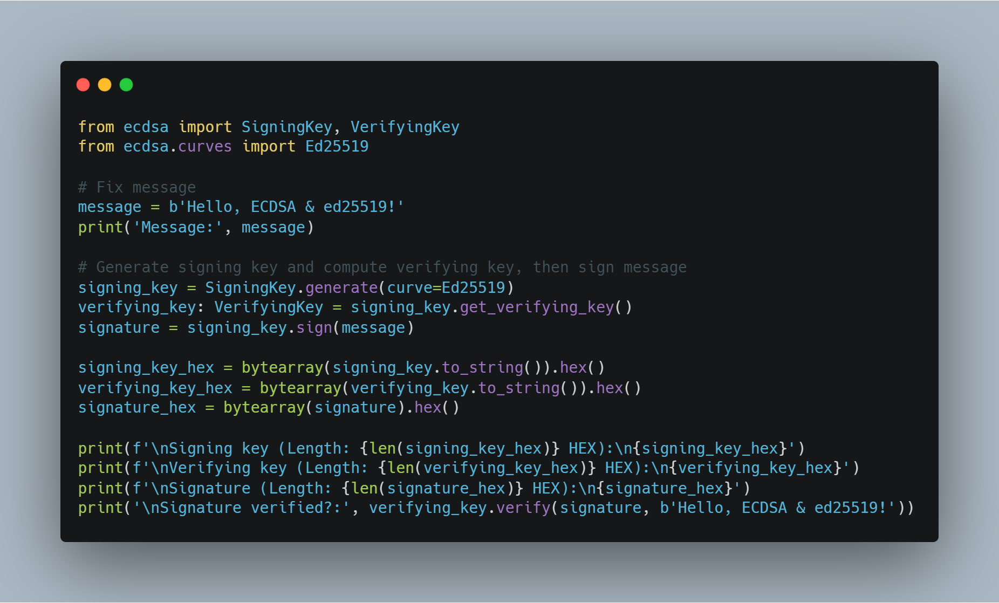 from ecdsa import SigningKey, VerifyingKey
from ecdsa.curves import Ed25519
# Fix message
message = b'Hello, ECDSA & ed25519!'
print('Message:', message)
# Generate signing key and compute verifying key, then sign message
signing_key = SigningKey.generate(curve=Ed25519)
verifying_key: VerifyingKey = signing_key.get_verifying_key()
signature = signing_key.sign(message)
signing_key_hex = bytearray(signing_key.to_string()).hex()
verifying_key_hex = bytearray(verifying_key.to_string()).hex()
signature_hex = bytearray(signature).hex()
print(f'\nSigning key (Length: {len(signing_key_hex)} HEX):\n{signing_key_hex}')
print(f'\nVerifying key (Length: {len(verifying_key_hex)} HEX):\n{verifying_key_hex}')
print(f'\nSignature (Length: {len(signature_hex)} HEX):\n{signature_hex}')
print('\nSignature verified?:', verifying_key.verify(signature, b'Hello, ECDSA & ed25519!'))